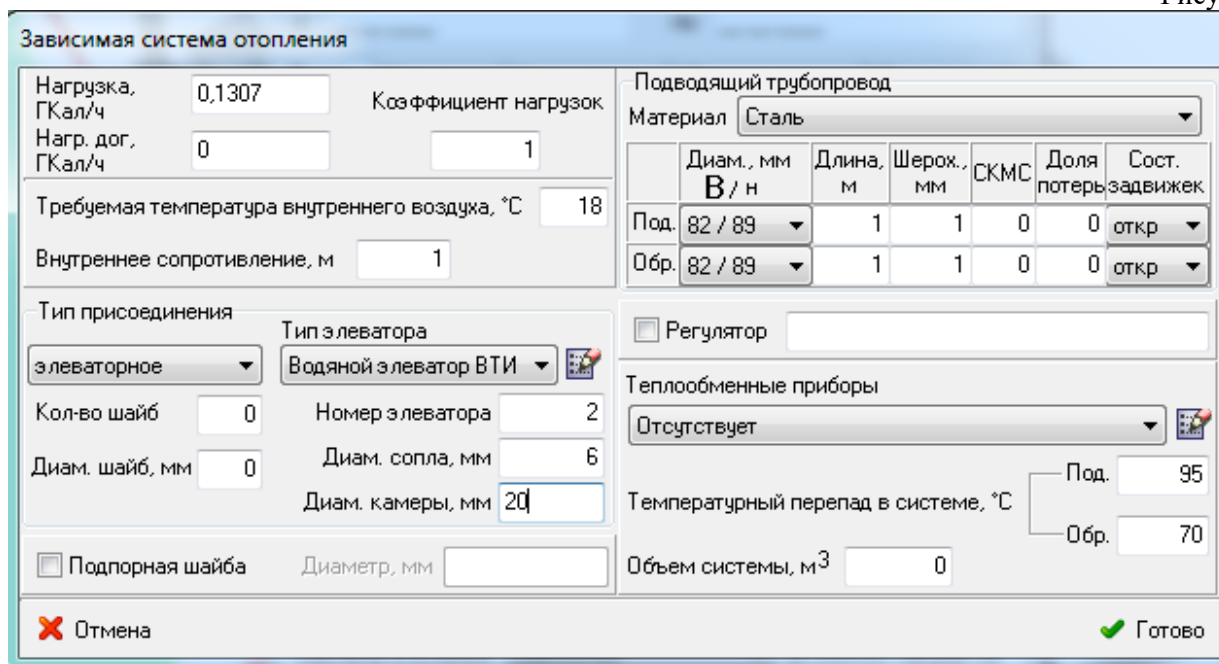 Рису
Зависимая система отопления
Нагрузка, ГКал/ч 0,1307
Коэффициент нагрузок
Нагр. дог, ГКал/ч 0
1
Требуемая температура внутреннего воздуха, °C 18
Внутреннее сопротивление, м 1
Тип присоединения
Тип элеватора
элеваторное
Водяной элеватор ВТИ
Кол-во шайб 0
Номер элеватора 2
Диам. шайб, мм 0
Диам. сопла, мм 6
Диам. камеры, мм 20
Подпорная шайба
Диаметр, мм
Подводящий трубопровод
Материал Сталь
Диам., мм В / н
Длина, м
Шерох., мм
СКМС
Доля потерь
Сост. задвижек
Под. 82 / 89 1 1 0 0 откр
Обр. 82 / 89 1 1 0 0 откр
Регулятор
Теплообменные приборы
Отсутствует
Температурный перепад в системе, °C
Под. 95
Обр. 70
Объем системы, м3 0
Отмена
Готово